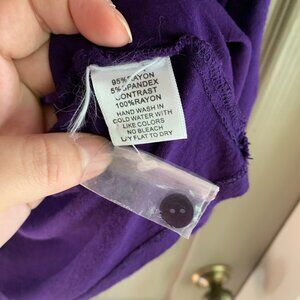 95%RAYON
5%SPANDEX
CONTRAST
100%RAYON
HAND WASH IN
COLD WATER WITH
LIKE COLORS
NO BLEACH
LAY FLAT TO DRY